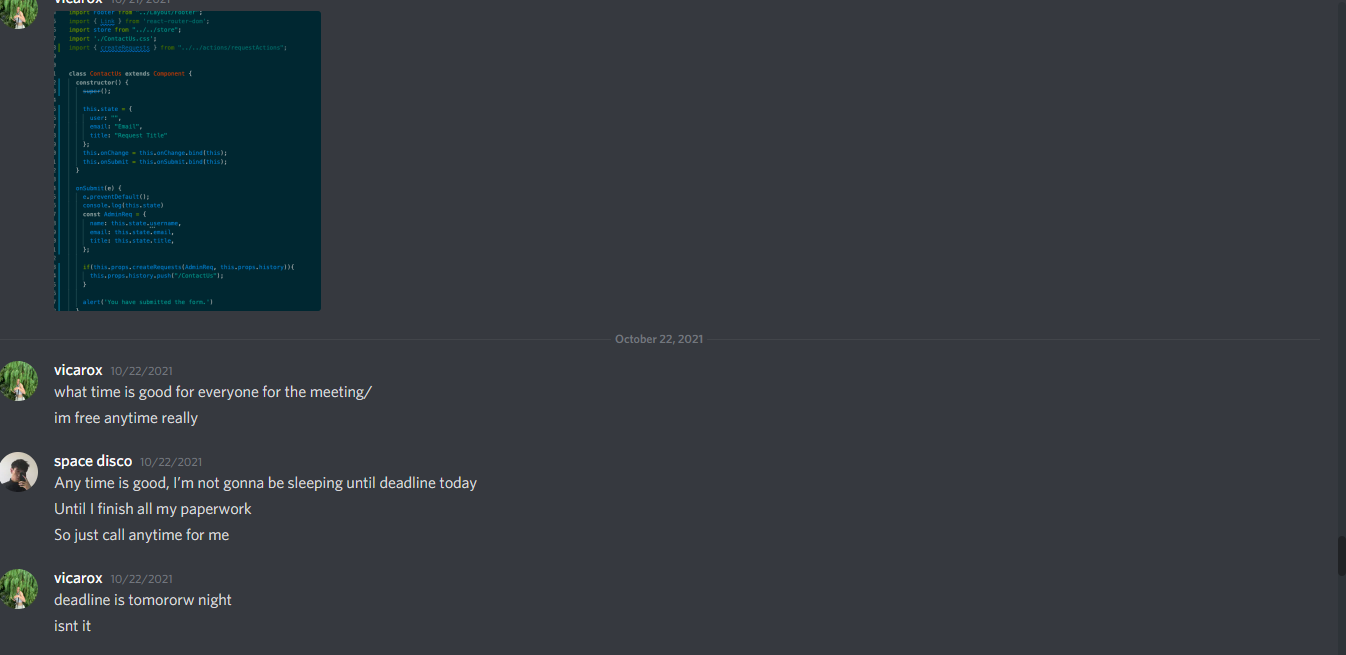 vicarox 10/21/2021
import Footer from "../Layout/Footer";
import { Link } from 'react-router-dom';
import store from "../../store";
import './ContactUs.css';
import { createRequests } from "../../actions/requestActions";
class ContactUs extends Component {
constructor() {
super();
this.state = {
user: "",
email: "Email",
title: "Request Title"
};
this.onChange = this.onChange.bind(this);
this.onSubmit = this.onSubmit.bind(this);
}
onSubmit(e) {
e.preventDefault();
console.log(this.state)
const AdminReq = {
name: this.state.username,
email: this.state.email,
title: this.state.title,
};
if(this.props.createRequests(AdminReq, this.props.history)){
this.props.history.push("/ContactUs");
}
alert('You have submitted the form.')
October 22, 2021
vicarox 10/22/2021
what time is good for everyone for the meeting/
im free anytime really
space disco 10/22/2021
Any time is good, I'm not gonna be sleeping until deadline today
Until I finish all my paperwork
So just call anytime for me
vicarox 10/22/2021
deadline is tomororw night
isnt it